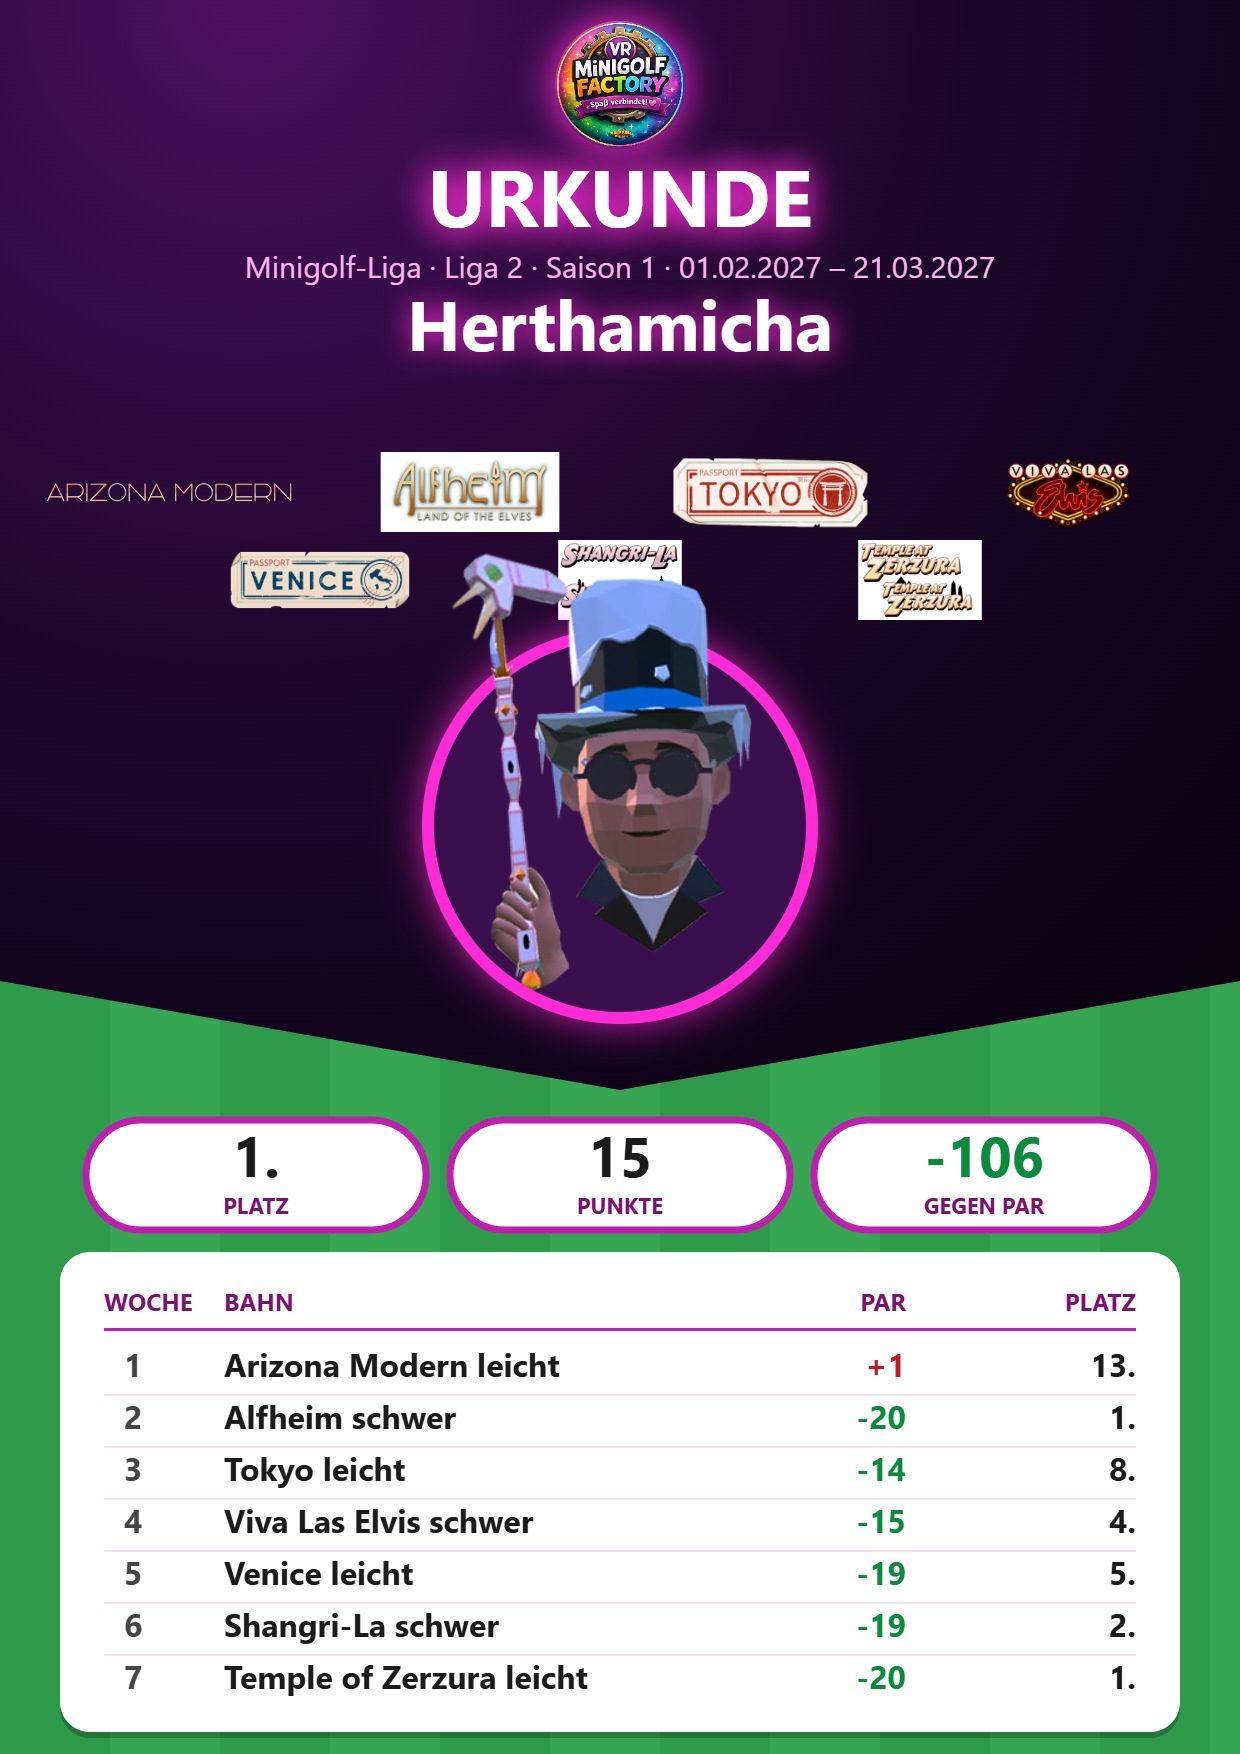 VR
MINIGOLF
FACTORY
Spaß verbindet!
URKUNDE
Minigolf-Liga · Liga 2 · Saison 1 · 01.02.2027 – 21.03.2027
Herthamicha
ARIZONA MODERN
Alfheim
LAND OF THE ELVES
PASSPORT
TOKYO
VIVA LAS
Elvis
PASSPORT
VENICE
SHANGRI-LA
TEMPLE AT
ZERZURA
TEMPLE AT
ZERZURA
1.
PLATZ
15
PUNKTE
-106
GEGEN PAR
WOCHE BAHN PAR PLATZ
1 Arizona Modern leicht +1 13.
2 Alfheim schwer -20 1.
3 Tokyo leicht -14 8.
4 Viva Las Elvis schwer -15 4.
5 Venice leicht -19 5.
6 Shangri-La schwer -19 2.
7 Temple of Zerzura leicht -20 1.